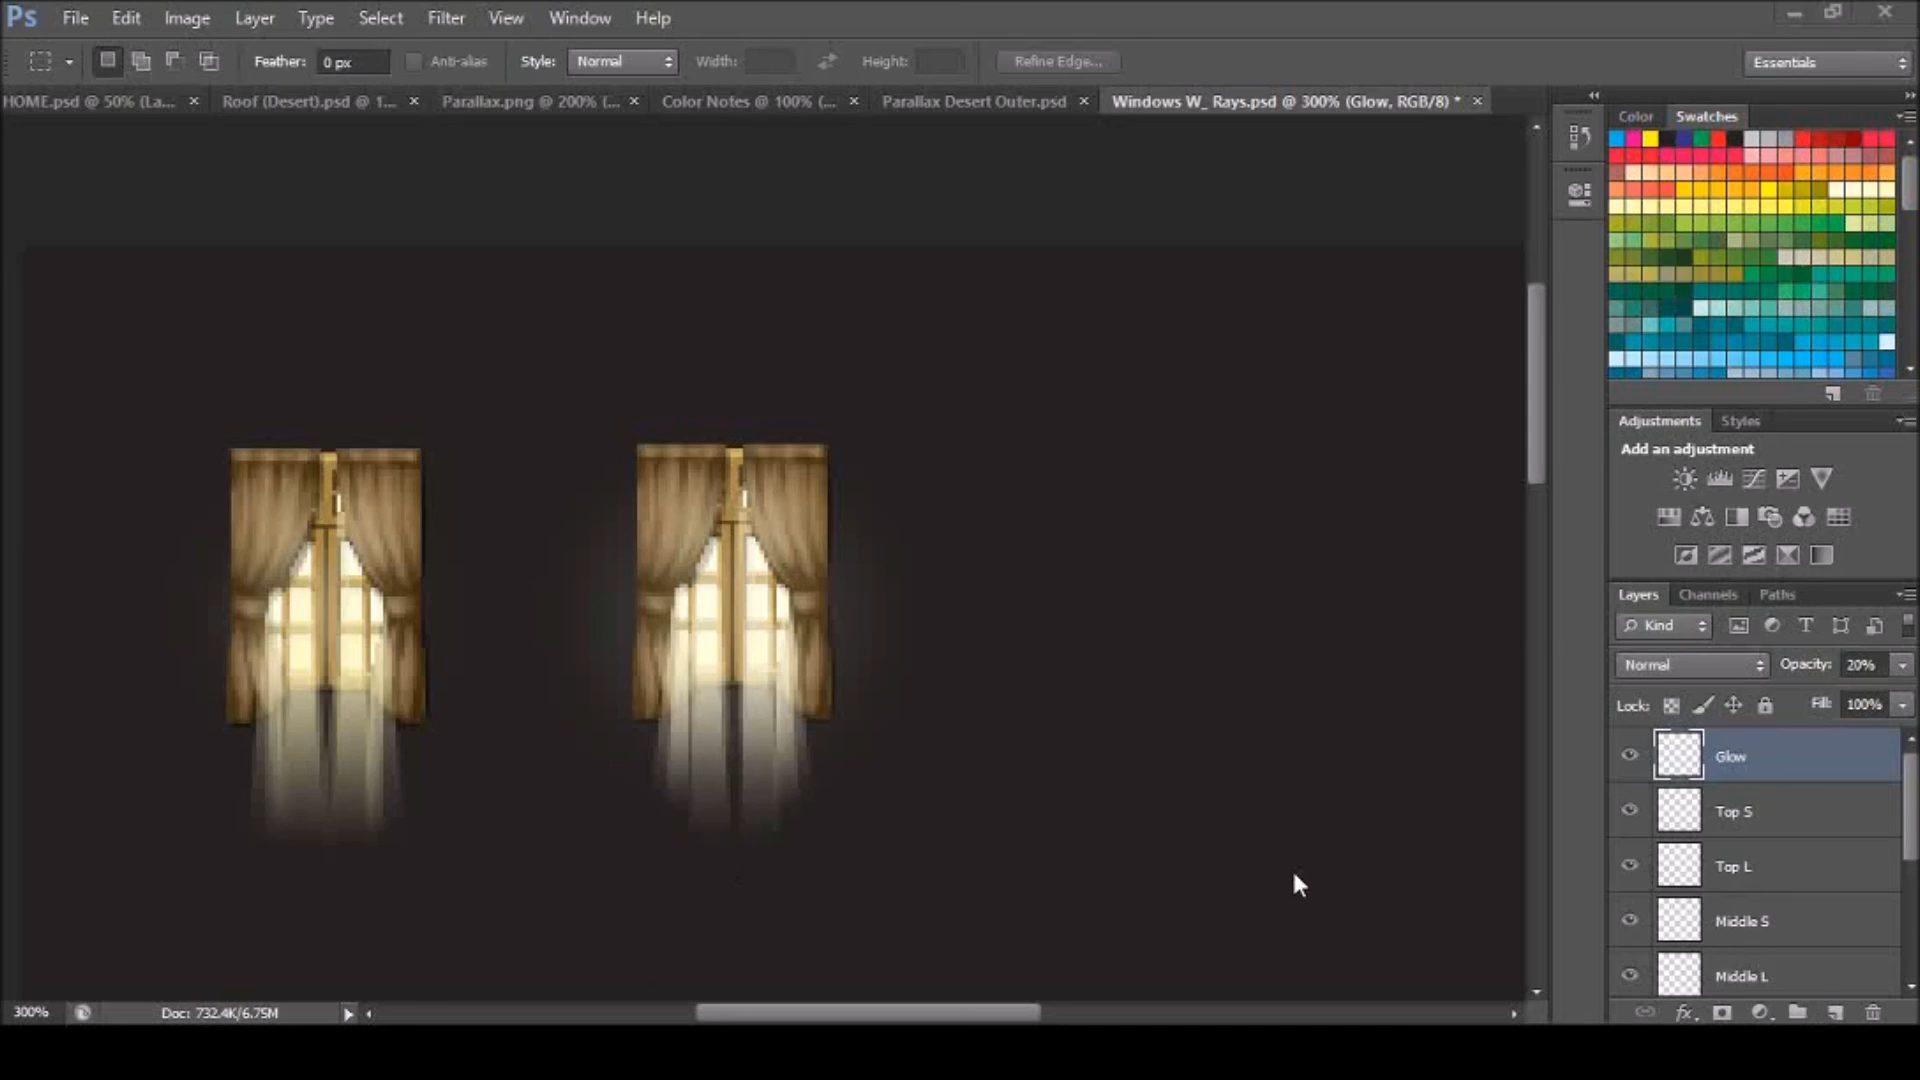 Ps File Edit Image Layer Type Select Filter View Window Help
Feather: 0 px Anti-alias Style: Normal Width: Height: Refine Edge... Essentials
HOME.psd @ 50% (La... × Roof (Desert).psd @ 1... × Parallax.png @ 200% (... × Color Notes @ 100% (... × Parallax Desert Outer.psd × Windows W_ Rays.psd @ 300% (Glow, RGB/8) * ×
Color Swatches
Adjustments Styles
Add an adjustment
Layers Channels Paths
Kind
Normal Opacity: 20%
Lock: Fill: 100%
Glow
Top S
Top L
Middle S
Middle L
300% Doc: 732.4K/6.75M
fx